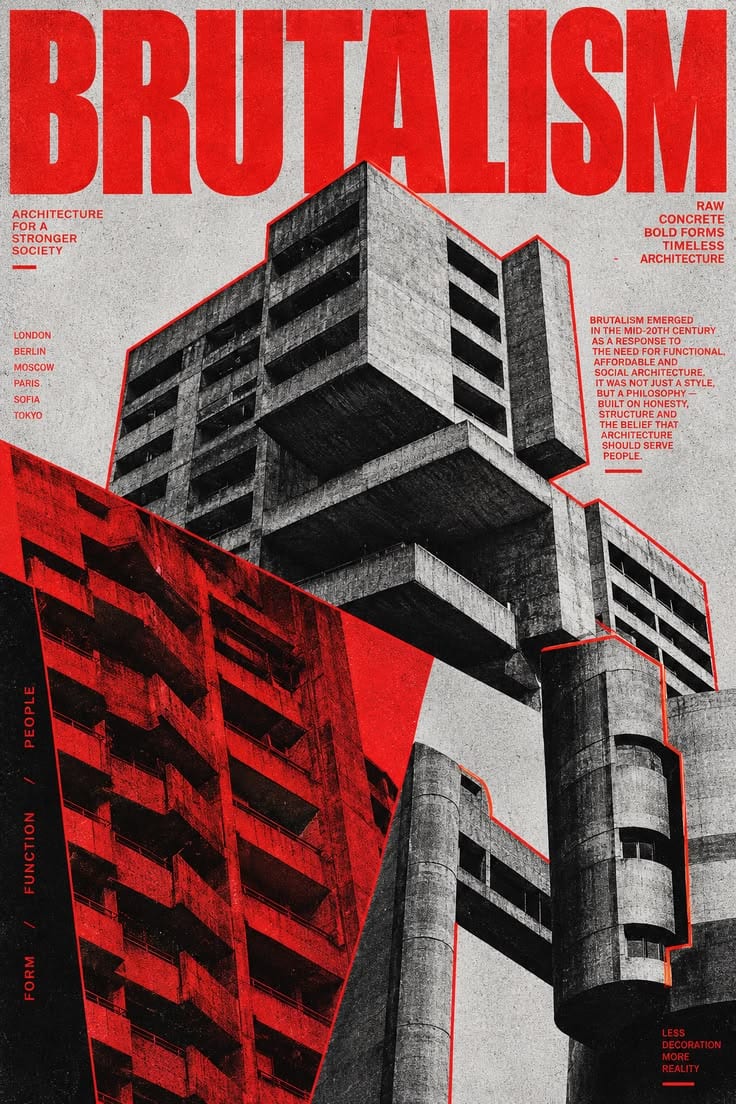 BRUTALISM
ARCHITECTURE
FOR A
STRONGER
SOCIETY
RAW
CONCRETE
BOLD FORMS
TIMELESS
ARCHITECTURE
LONDON
BERLIN
MOSCOW
PARIS
SOFIA
TOKYO
BRUTALISM EMERGED
IN THE MID-20TH CENTURY
AS A RESPONSE TO
THE NEED FOR FUNCTIONAL,
AFFORDABLE AND
SOCIAL ARCHITECTURE,
IT WAS NOT JUST A STYLE,
BUT A PHILOSOPHY —
BUILT ON HONESTY,
STRUCTURE AND
THE BELIEF THAT
ARCHITECTURE
SHOULD SERVE
PEOPLE.
FORM / FUNCTION / PEOPLE
LESS
DECORATION
MORE
REALITY